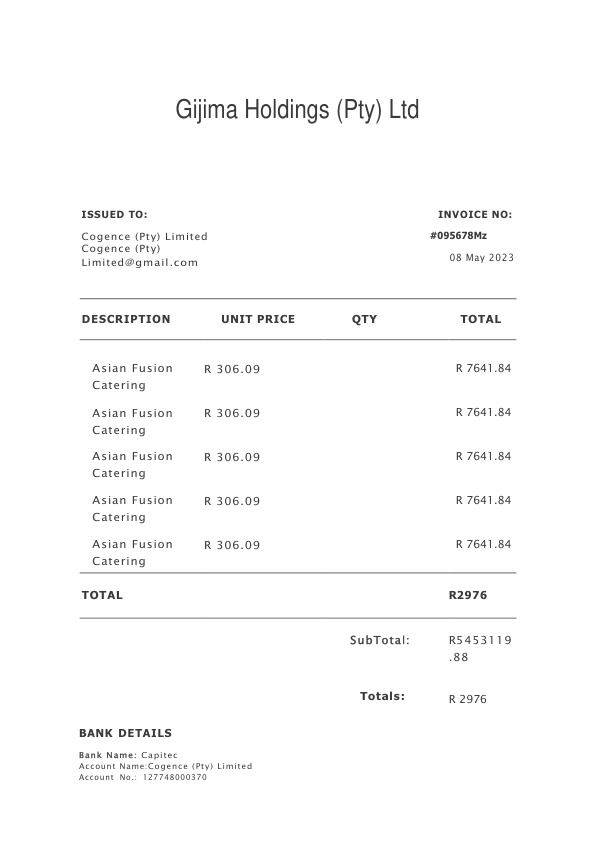 Gijima Holdings (Pty) Ltd
ISSUED TO:
INVOICE NO:
Cogence (Pty) Limited
#095678Mz
Cogence (Pty)
Limited@gmail.com
08 May 2023
DESCRIPTION UNIT PRICE QTY TOTAL
Asian Fusion R 306.09 R 7641.84
Catering
Asian Fusion R 306.09 R 7641.84
Catering
Asian Fusion R 306.09 R 7641.84
Catering
Asian Fusion R 306.09 R 7641.84
Catering
Asian Fusion R 306.09 R 7641.84
Catering
TOTAL R2976
SubTotal: R5453119
.88
Totals: R 2976
BANK DETAILS
Bank Name: Capitec
Account Name:Cogence (Pty) Limited
Account No.: 127748000370